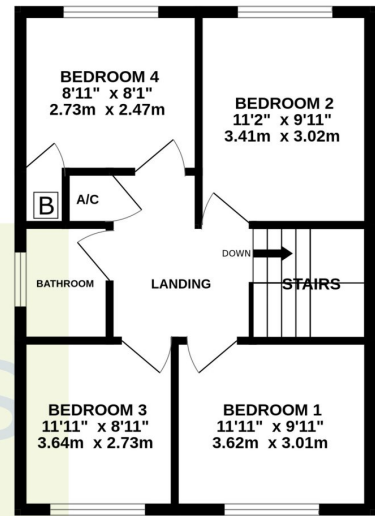 BEDROOM 4
8'11" x 8'1"
2.73m x 2.47m
BEDROOM 2
11'2" x 9'11"
3.41m x 3.02m
B
A/C
DOWN
BATHROOM
LANDING
STAIRS
BEDROOM 3
11'11" x 8'11"
3.64m x 2.73m
BEDROOM 1
11'11" x 9'11"
3.62m x 3.01m